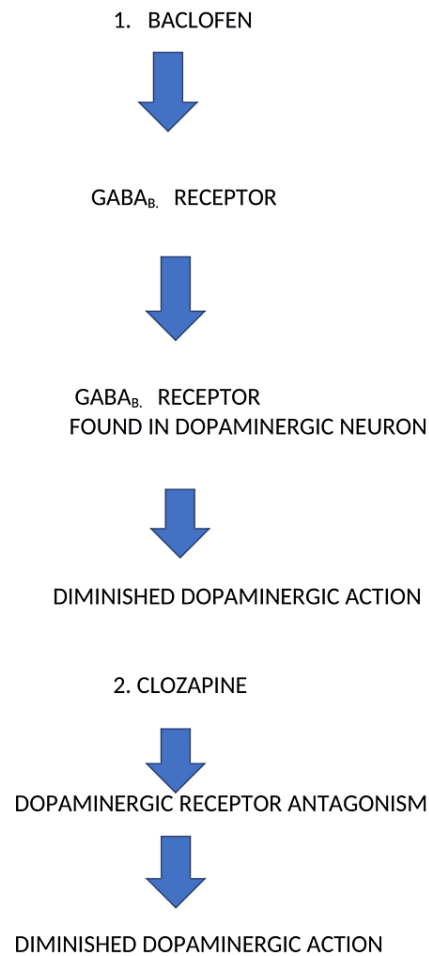 1. BACLOFEN
GABAB. RECEPTOR
GABAB. RECEPTOR
FOUND IN DOPAMINERGIC NEURON
DIMINISHED DOPAMINERGIC ACTION
2. CLOZAPINE
DOPAMINERGIC RECEPTOR ANTAGONISM
DIMINISHED DOPAMINERGIC ACTION